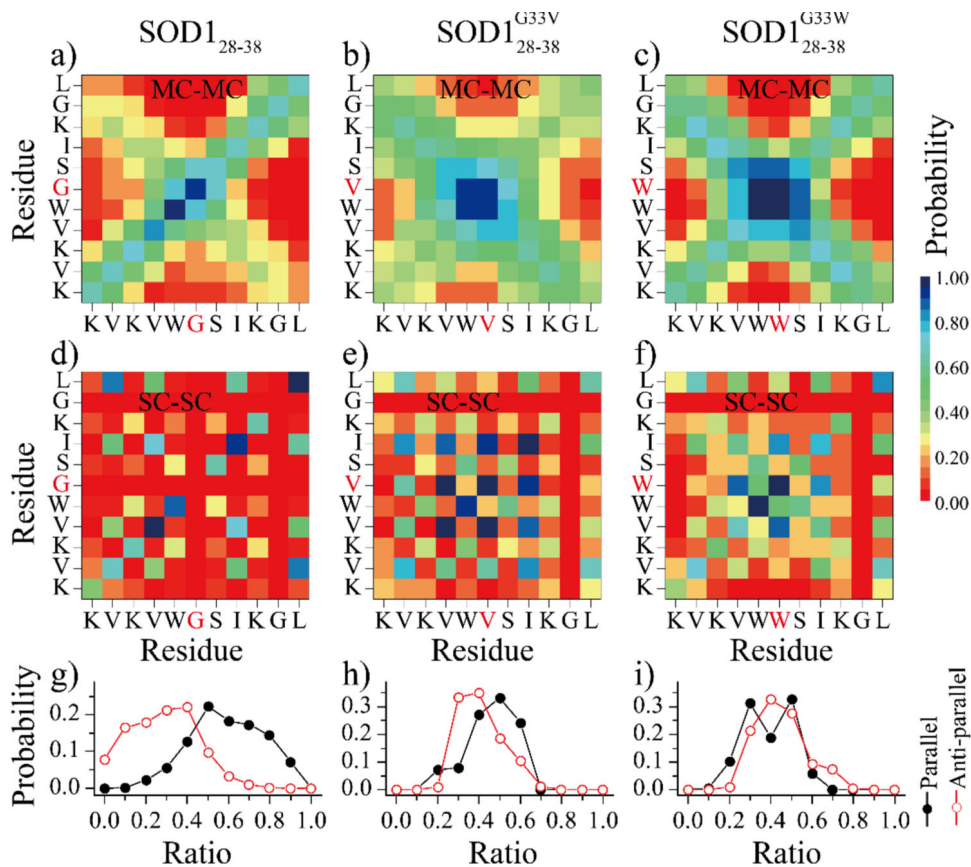 SOD1 28-38 SOD1 G33V 28-38 SOD1 G33W 28-38
a) b) c)
MC-MC MC-MC MC-MC
Residue
L G K I S G W V K V K
L G K I S V W V K V K
L G K I S W W V K V K
K V K V W G S I K G L
K V K V W V S I K G L
K V K V W W S I K G L
Probability
1.00
0.80
0.60
0.40
0.20
0.00
d) e) f)
SC-SC SC-SC SC-SC
Residue
L G K I S G W V K V K
L G K I S V W V K V K
L G K I S W W V K V K
K V K V W G S I K G L
K V K V W V S I K G L
K V K V W W S I K G L
Residue Residue Residue
g) h) i)
Probability
0.2
0.1
0.0
0.3
0.2
0.1
0.0
0.3
0.2
0.1
0.0
0.0 0.2 0.4 0.6 0.8 1.0
0.0 0.2 0.4 0.6 0.8 1.0
0.0 0.2 0.4 0.6 0.8 1.0
Ratio Ratio Ratio
Parallel
Anti-parallel